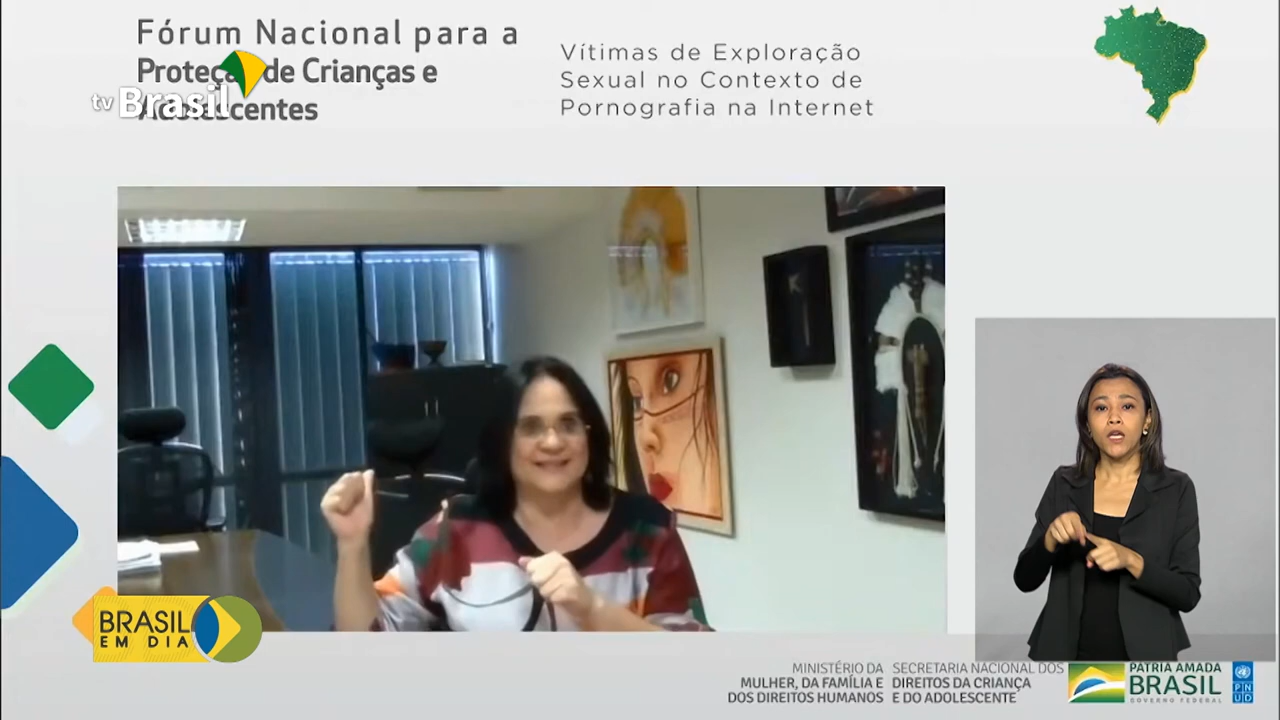 Fórum Nacional para a
Proteção de Crianças e
Adolescentes
tv Brasil
Vítimas de Exploração
Sexual no Contexto de
Pornografia na Internet
BRASIL
EM DIA
MINISTÉRIO DA
MULHER, DA FAMÍLIA E
DOS DIREITOS HUMANOS
SECRETARIA NACIONAL DOS
DIREITOS DA CRIANÇA
E DO ADOLESCENTE
PÁTRIA AMADA
BRASIL
GOVERNO FEDERAL
PNUD